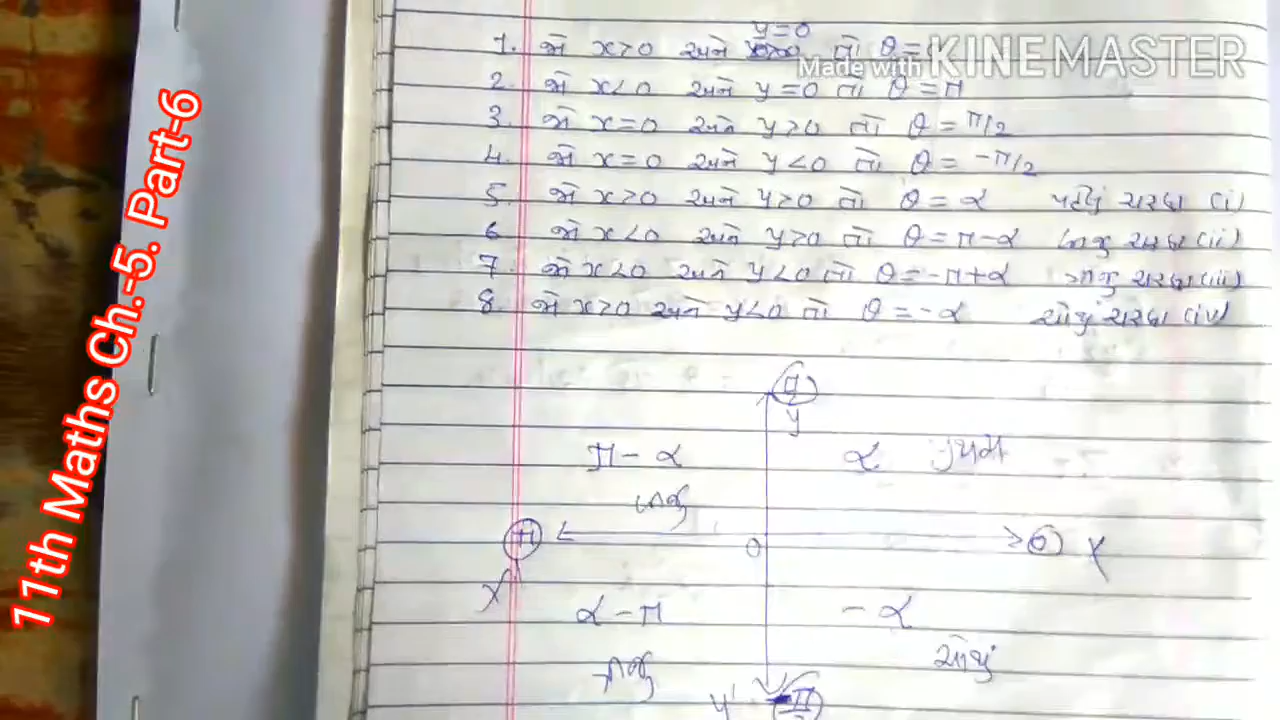 11th Maths Ch.-5. Part-6
Made with KINEMASTER
y=0
1. જો x>0 અને તો θ=
2. જો x<0 અને y=0 તો θ=π
3. જો x=0 અને y>0 તો θ=π/2
4. જો x=0 અને y<0 તો θ=-π/2
5. જો x>0 અને y>0 તો θ=α પહેલું ચરણ (i)
6 જો x<0 અને y>0 તો θ=π-α બીજુ ચરણ (ii)
7. જો x<0 અને y<0 તો θ=-π+α ત્રીજુ ચરણ (iii)
8. જો x>0 અને y<0 તો θ=-α ચોથું ચરણ (iv)
π/2
y
π-α α પ્રથમ
બીજુ
π O 0 X
X'
α-π -α
ત્રીજુ ચોથું
y' -π/2